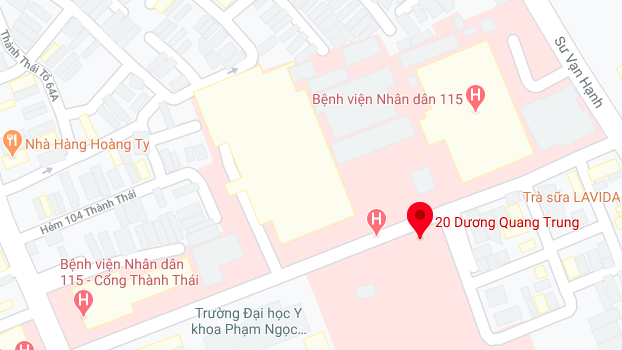 Thành Thái Tổ 64A
Sư Vạn Hạnh
Bệnh viện Nhân dân 115
Nhà Hàng Hoàng Ty
Hẻm 104 Thành Thái
Trà sữa LAVIDA
20 Dương Quang Trung
Bệnh viện Nhân dân
115 - Cổng Thành Thái
Trường Đại học Y
khoa Phạm Ngọc...